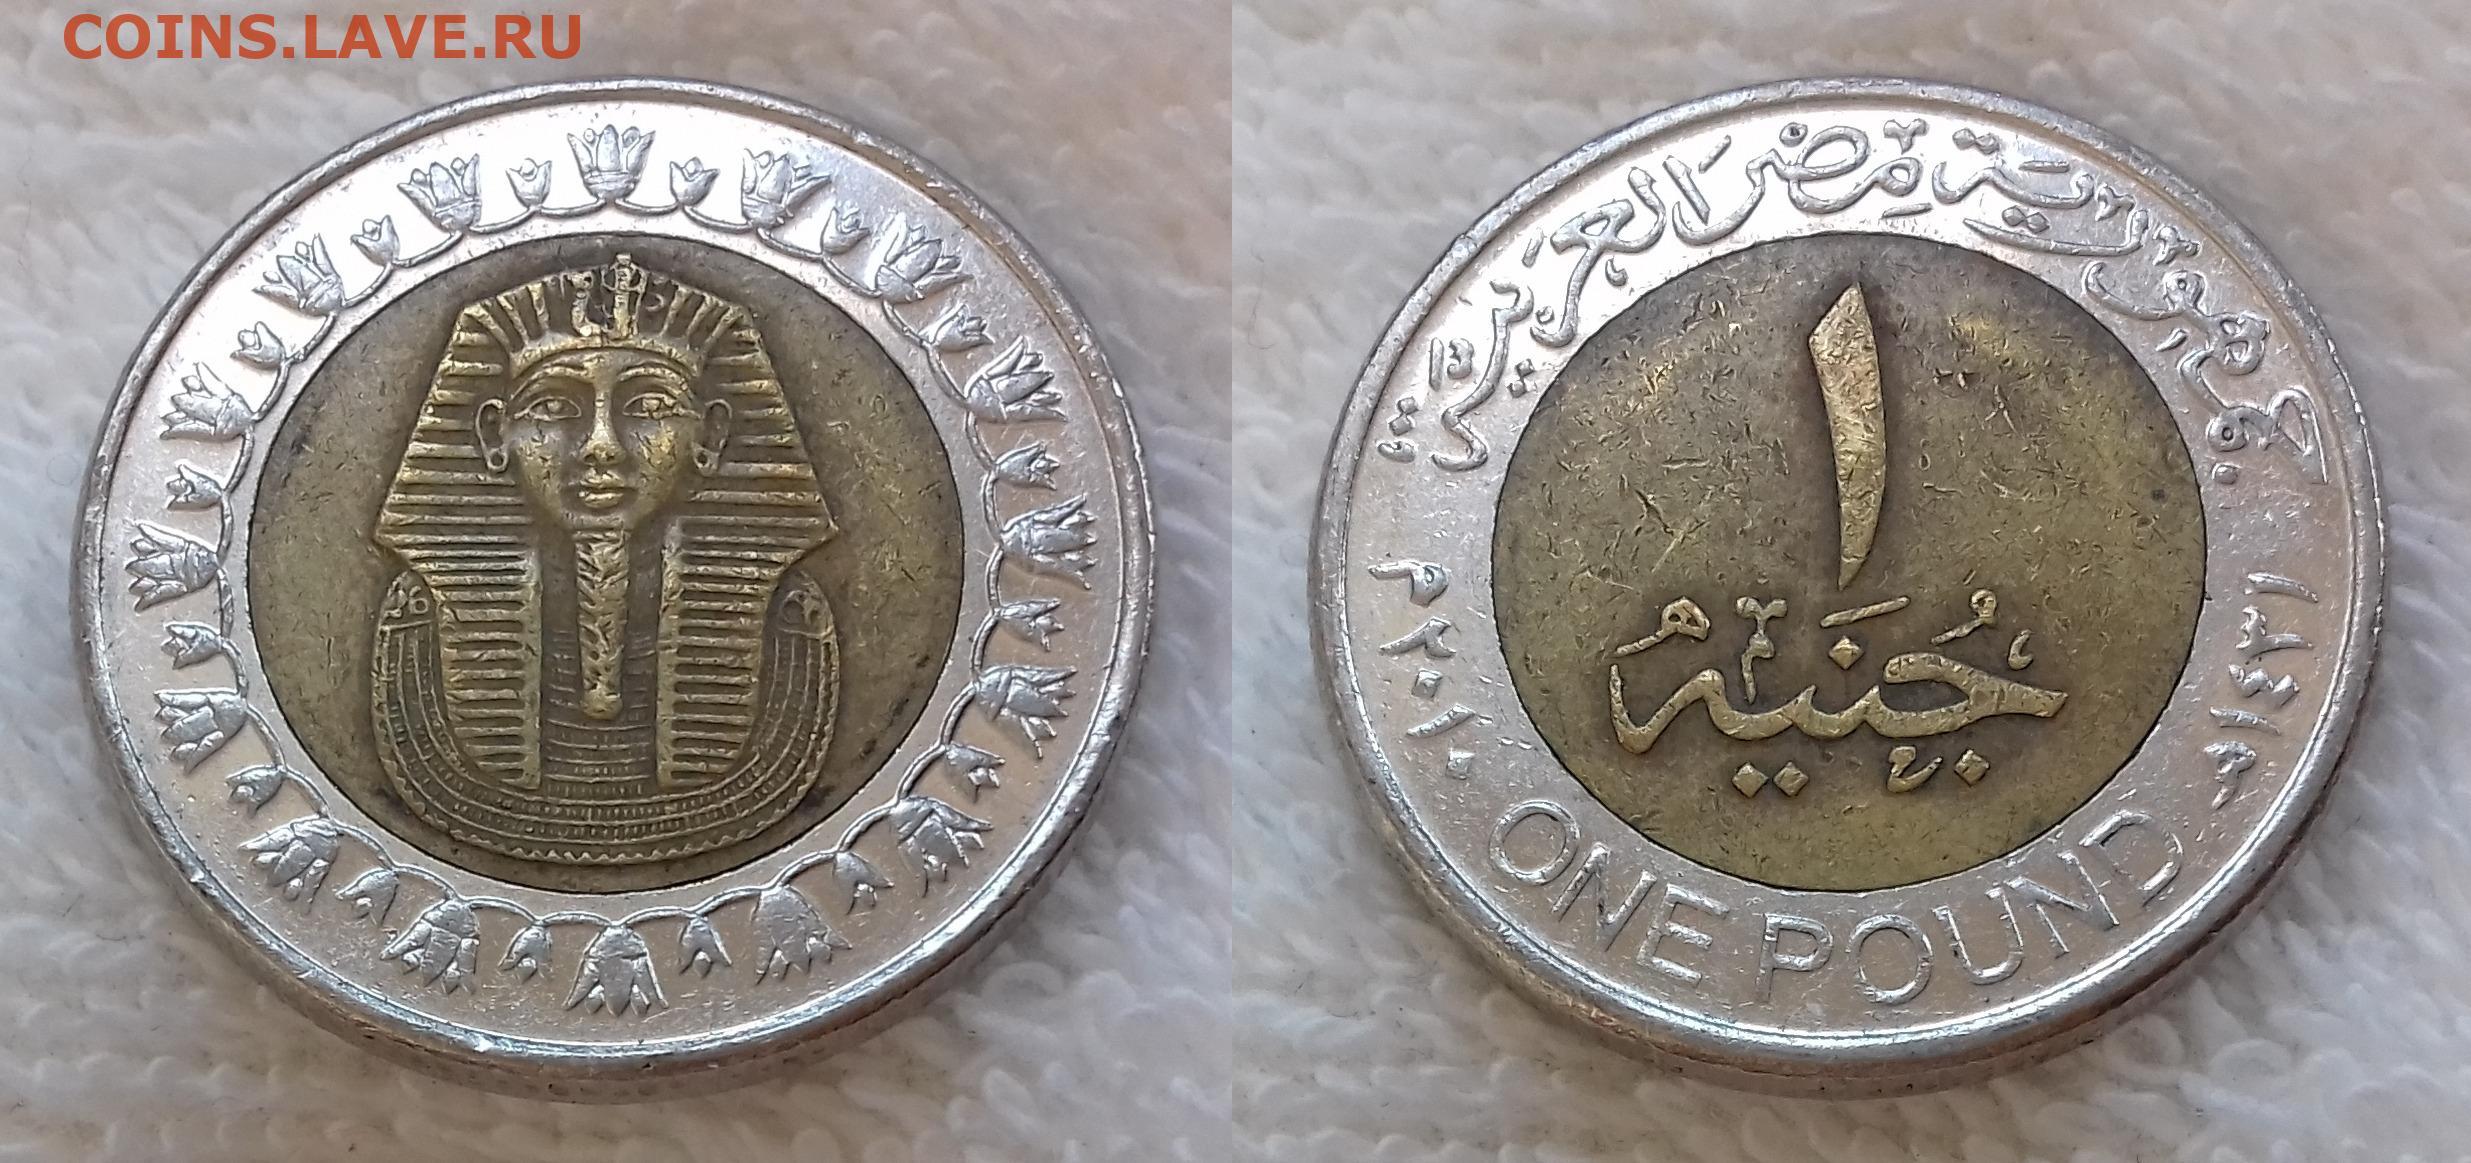 COINS.LAVE.RU
جمهورية مصر العربية
١
جنيه
٢٠١٠ م
١٤٣١ ه
ONE POUND